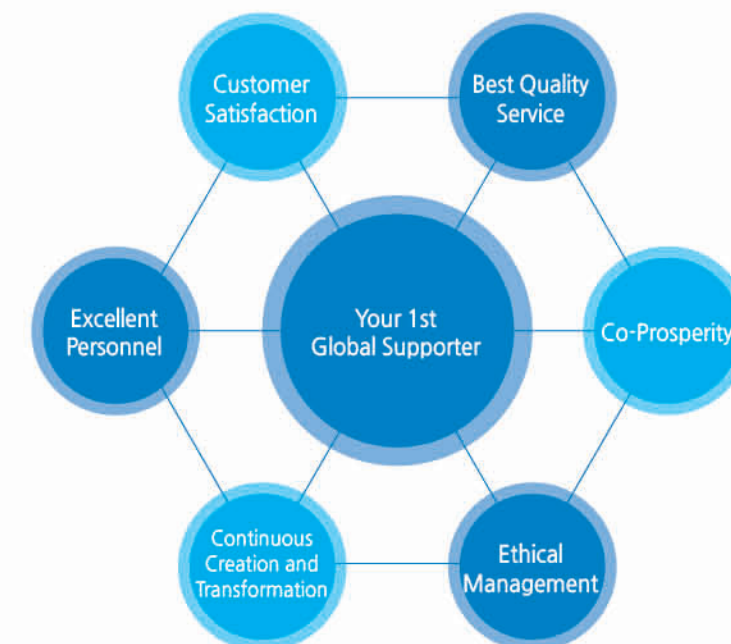 Customer
Satisfaction
Best Quality
Service
Excellent
Personnel
Your 1st
Global Supporter
Co-Prosperity
Continuous
Creation and
Transformation
Ethical
Management